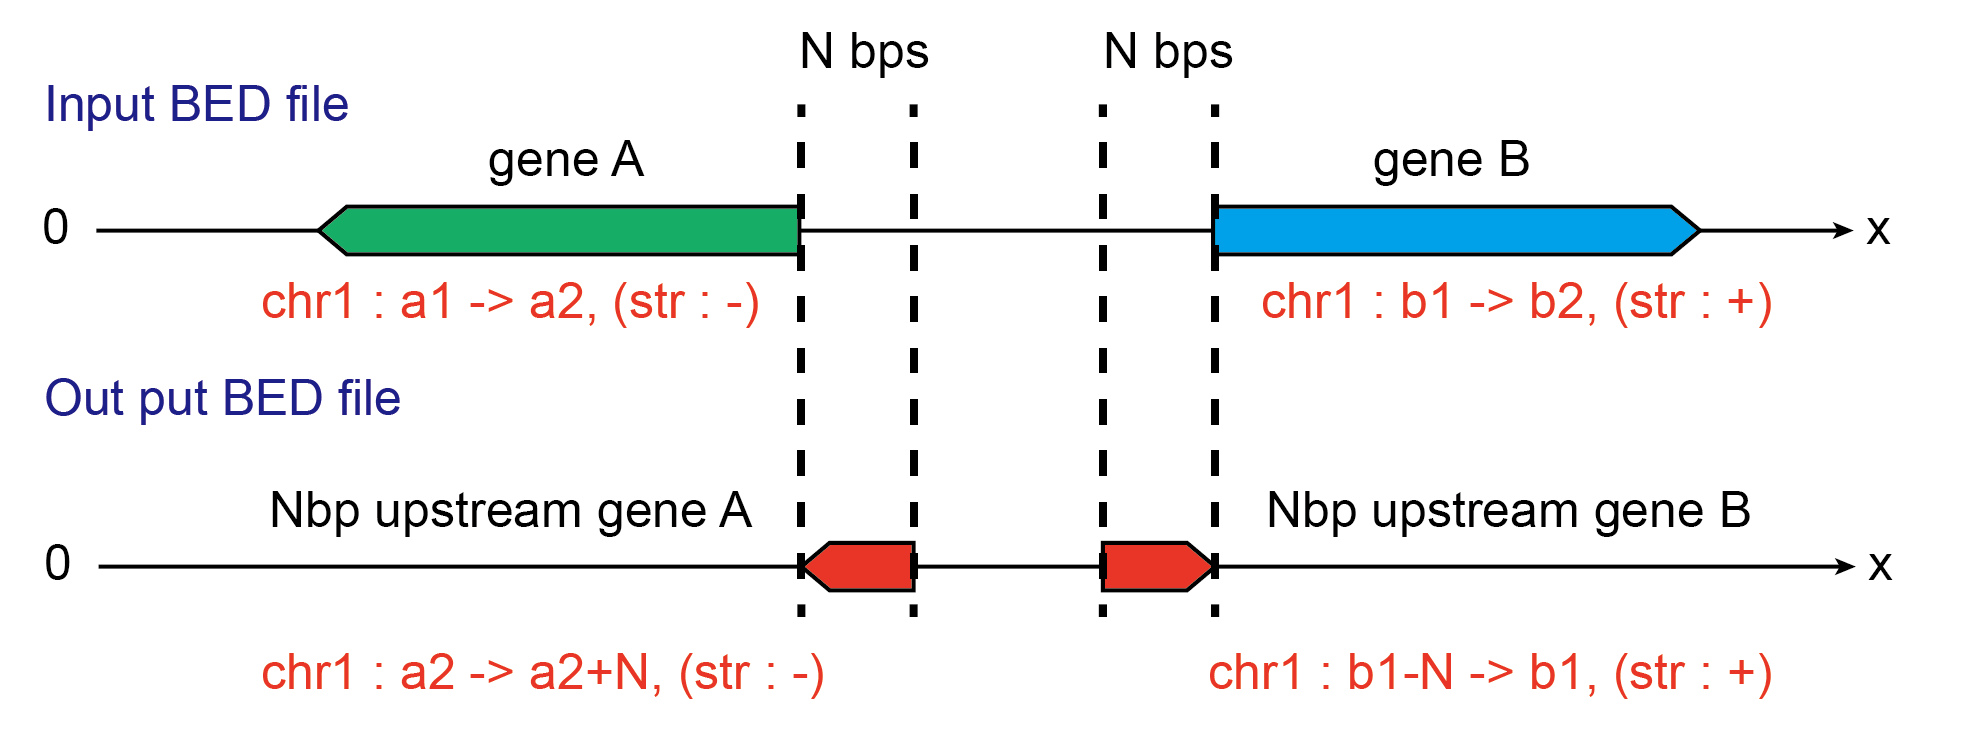 N bps
N bps
Input BED file
gene A
gene B
0
x
chr1 : a1 -> a2, (str : -)
chr1 : b1 -> b2, (str : +)
Out put BED file
Nbp upstream gene A
Nbp upstream gene B
0
x
chr1 : a2 -> a2+N, (str : -)
chr1 : b1-N -> b1, (str : +)